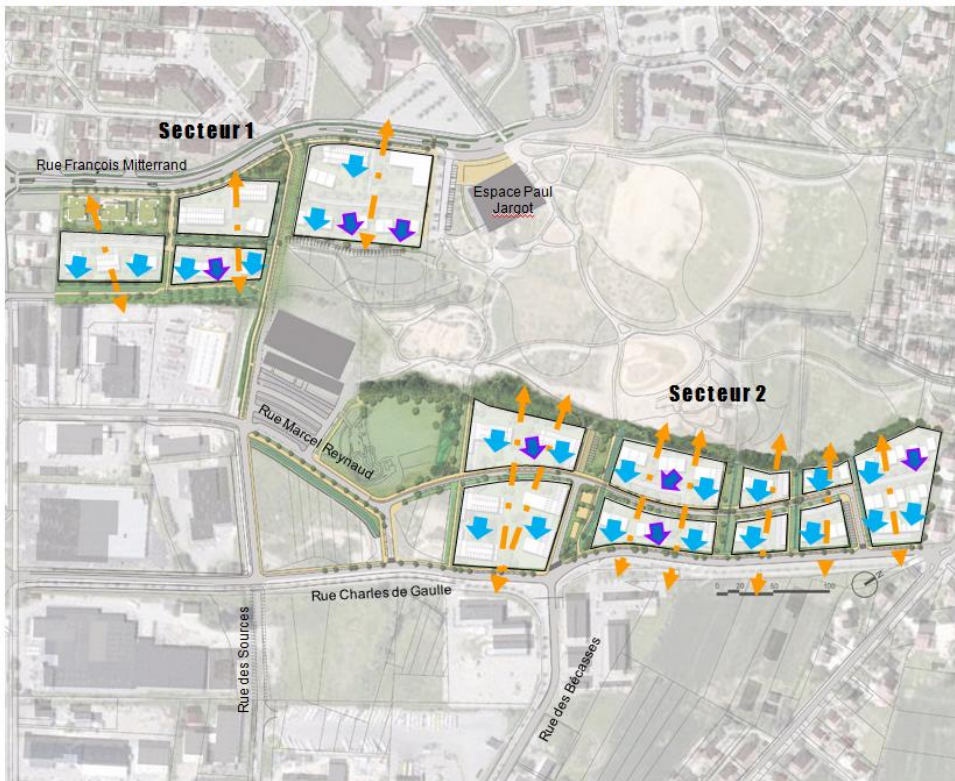 Secteur 1
Rue François Mitterrand
Espace Paul
Jargot
Secteur 2
Rue Marcel Reynaud
Rue Charles de Gaulle
Rue des Sources
Rue des Bécasses
0 20 50 100
N